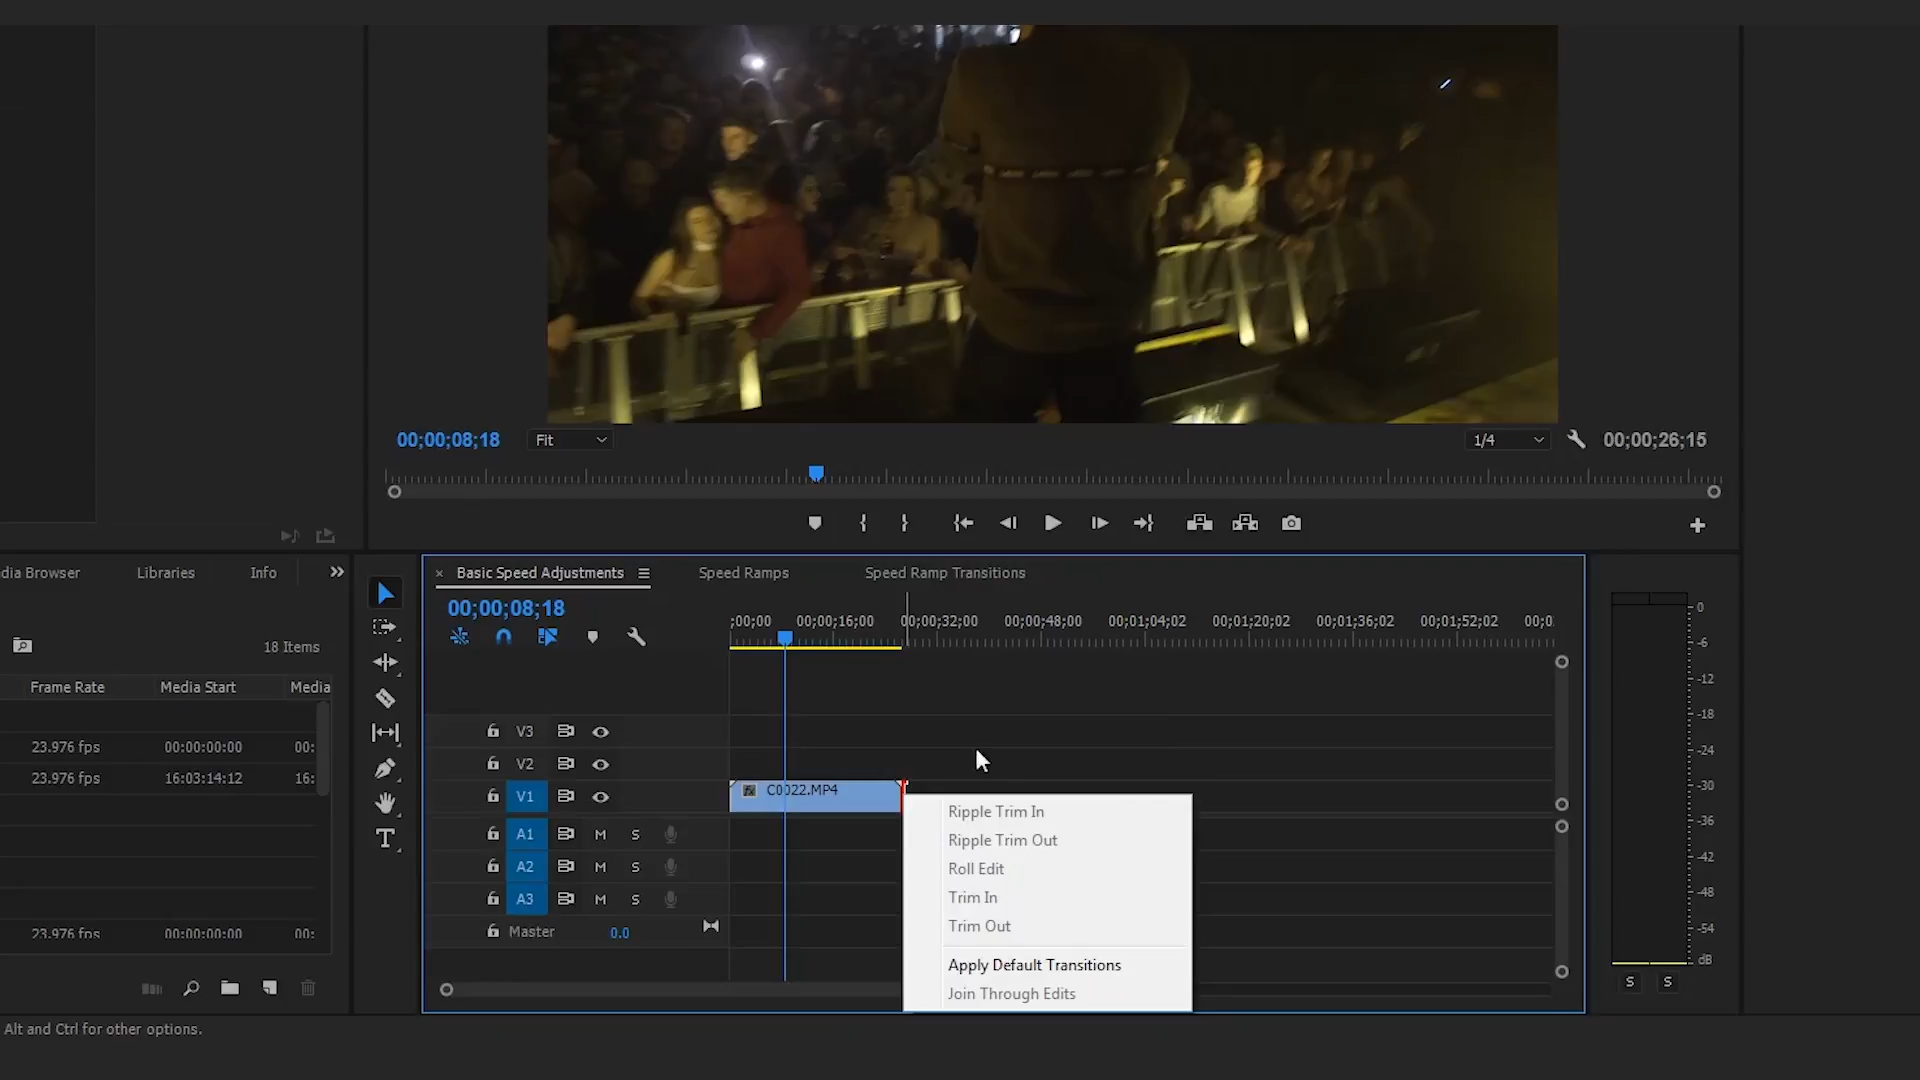 00;00;08;18
Fit
1/4
00;00;26;15
dia Browser
Libraries
Info
Basic Speed Adjustments
Speed Ramps
Speed Ramp Transitions
00;00;08;18
;00;00
00;00;16;00
00;00;32;00
00;00;48;00
00;01;04;02
00;01;20;02
00;01;36;02
00;01;52;02
00;0
18 Items
Frame Rate
Media Start
Media
23.976 fps
00:00:00:00
00:
23.976 fps
16:03:14:12
16:
23.976 fps
00:00:00:00
00:
V3
V2
V1
fx
C0022.MP4
A1
M
S
A2
M
S
A3
M
S
Master
0.0
Ripple Trim In
Ripple Trim Out
Roll Edit
Trim In
Trim Out
Apply Default Transitions
Join Through Edits
0
-6
-12
-18
-24
-30
-36
-42
-48
-54
dB
S
S
Alt and Ctrl for other options.